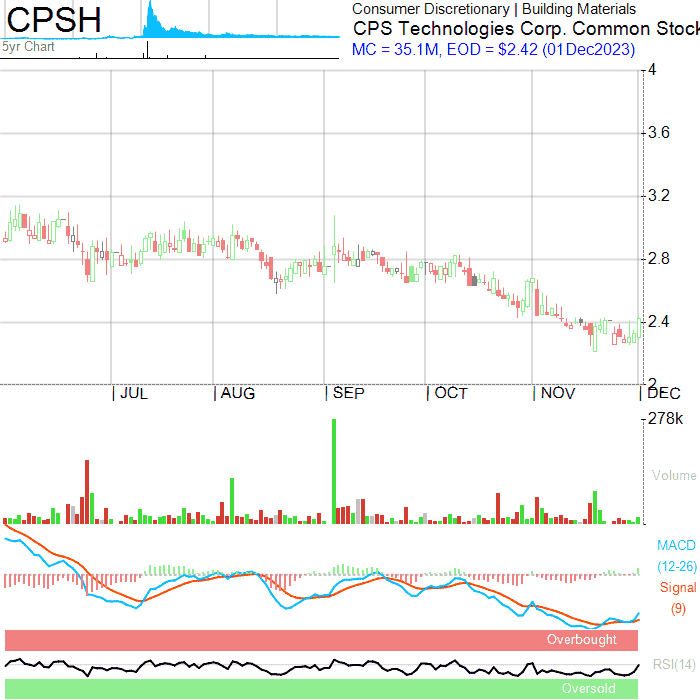 CPSH
5yr Chart
Consumer Discretionary | Building Materials
CPS Technologies Corp. Common Stock
MC = 35.1M, EOD = $2.42 (01Dec2023)
4
3.6
3.2
2.8
2.4
2
JUL AUG SEP OCT NOV DEC
278k
Volume
MACD
(12-26)
Signal
(9)
Overbought
RSI(14)
Oversold